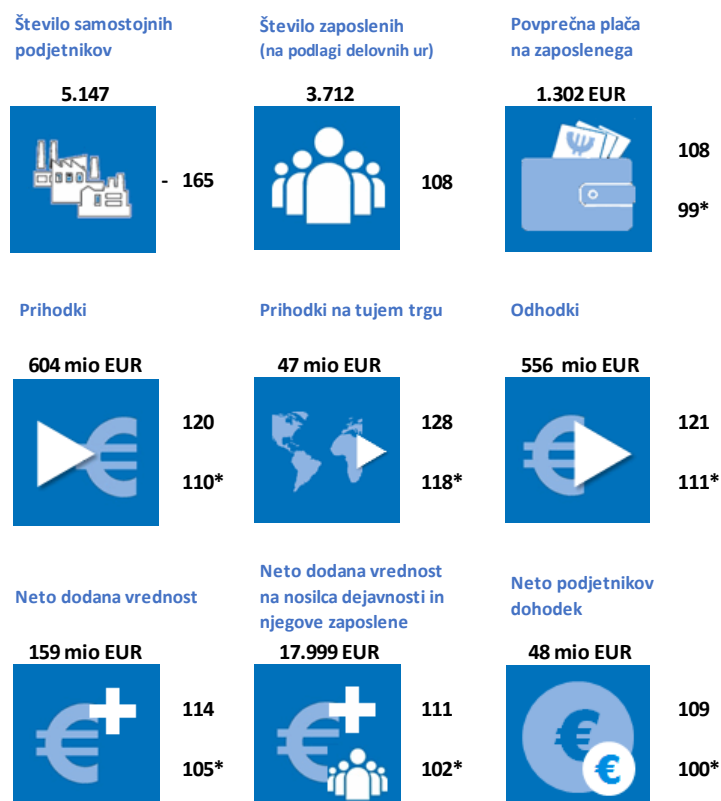 Število samostojnih
podjetnikov
5.147
- 165
Število zaposlenih
(na podlagi delovnih ur)
3.712
108
Povprečna plača
na zaposlenega
1.302 EUR
108
99*
Prihodki
604 mio EUR
120
110*
Prihodki na tujem trgu
47 mio EUR
128
118*
Odhodki
556 mio EUR
121
111*
Neto dodana vrednost
159 mio EUR
114
105*
Neto dodana vrednost
na nosilca dejavnosti in
njegove zaposlene
17.999 EUR
111
102*
Neto podjetnikov
dohodek
48 mio EUR
109
100*